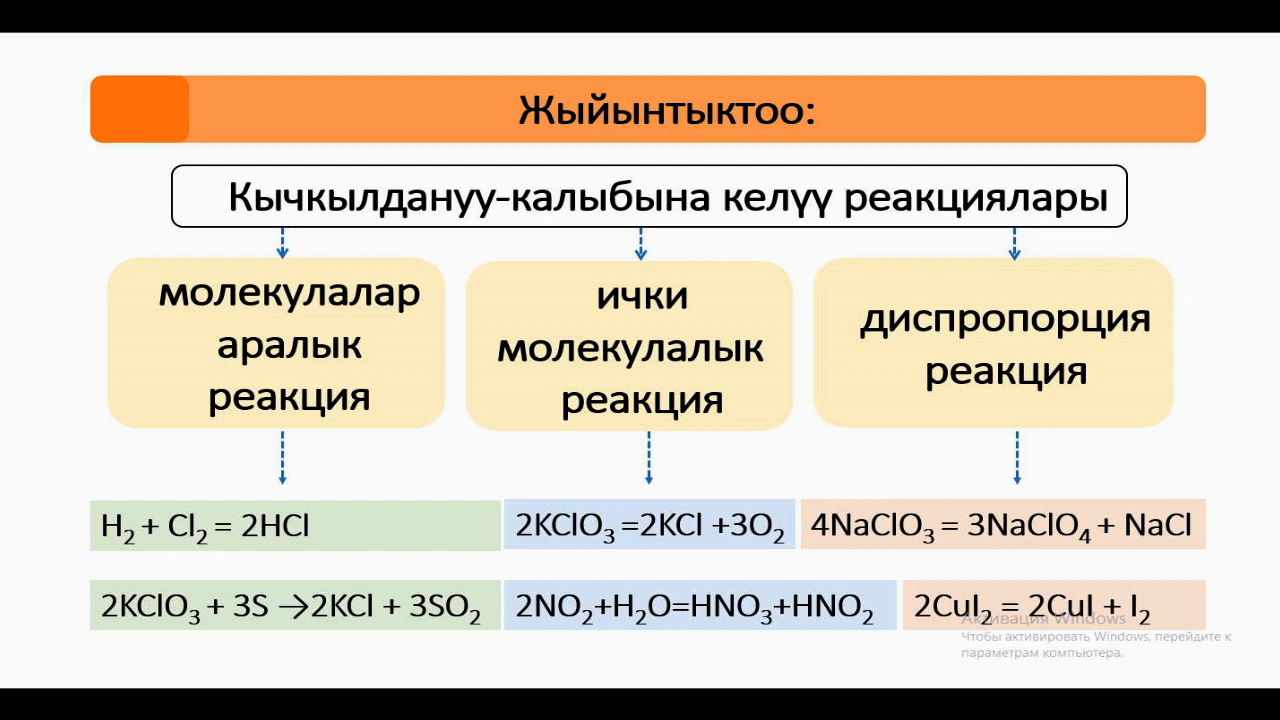 Жыйынтыктоо:
Кычкылдануу-калыбына келүү реакциялары
молекулалар
аралык
реакция
ички
молекулалык
реакция
диспропорция
реакция
H₂ + Cl₂ = 2HCl
2KClO₃ =2KCl +3O₂
4NaClO₃ = 3NaClO₄ + NaCl
2KClO₃ + 3S →2KCl + 3SO₂
2NO₂+H₂O=HNO₃+HNO₂
2CuI₂ = 2CuI + I₂
Активация Windows
Чтобы активировать Windows, перейдите к
параметрам компьютера.